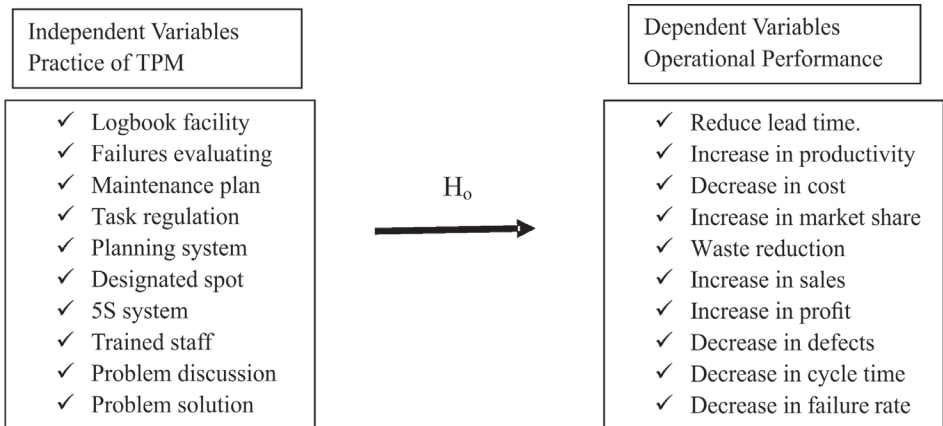 Independent Variables
Practice of TPM
✓ Logbook facility
✓ Failures evaluating
✓ Maintenance plan
✓ Task regulation
✓ Planning system
✓ Designated spot
✓ 5S system
✓ Trained staff
✓ Problem discussion
✓ Problem solution
Hₒ
Dependent Variables
Operational Performance
✓ Reduce lead time.
✓ Increase in productivity
✓ Decrease in cost
✓ Increase in market share
✓ Waste reduction
✓ Increase in sales
✓ Increase in profit
✓ Decrease in defects
✓ Decrease in cycle time
✓ Decrease in failure rate